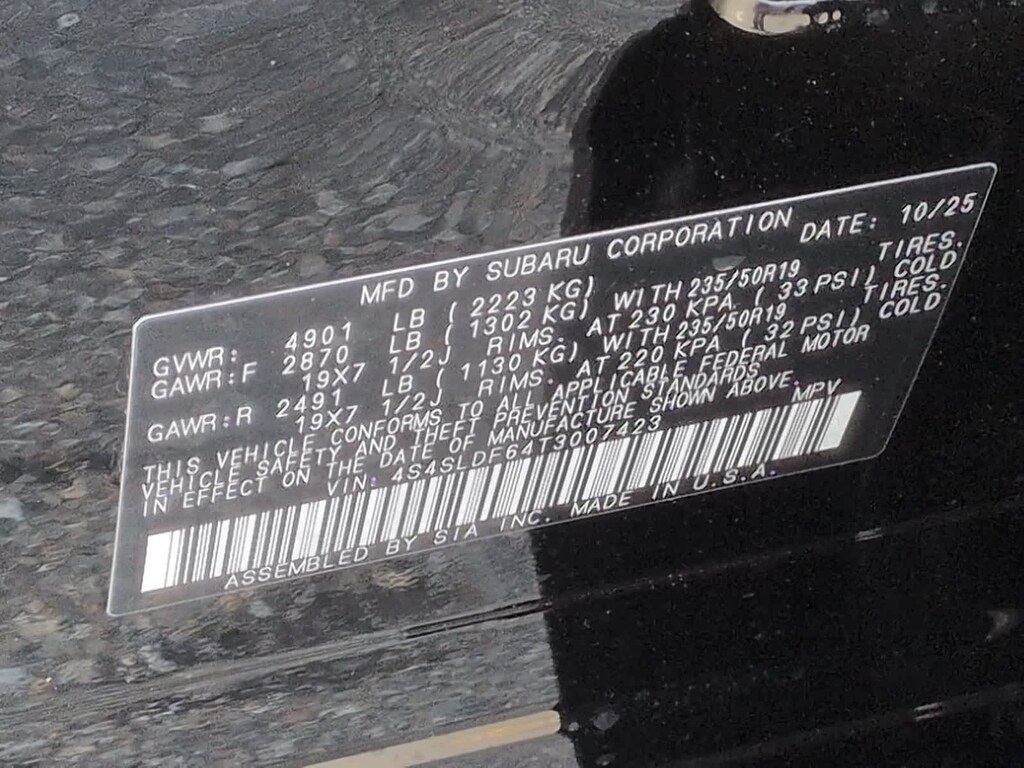 MFD BY SUBARU CORPORATION DATE: 10/25
GVWR: 4901 LB ( 2223 KG)
GAWR:F 2870 LB ( 1302 KG) WITH 235/50R19 TIRES.
19X7 1/2J RIMS. AT 230 KPA ( 33 PSI) COLD
GAWR:R 2491 LB ( 1130 KG) WITH 235/50R19 TIRES.
19X7 1/2J RIMS. AT 220 KPA ( 32 PSI) COLD
THIS VEHICLE CONFORMS TO ALL APPLICABLE FEDERAL MOTOR
VEHICLE SAFETY AND THEFT PREVENTION STANDARDS
IN EFFECT ON THE DATE OF MANUFACTURE SHOWN ABOVE.
VIN: 4S4SLDF64T3007423 MPV
ASSEMBLED BY SIA INC. MADE IN U.S.A.